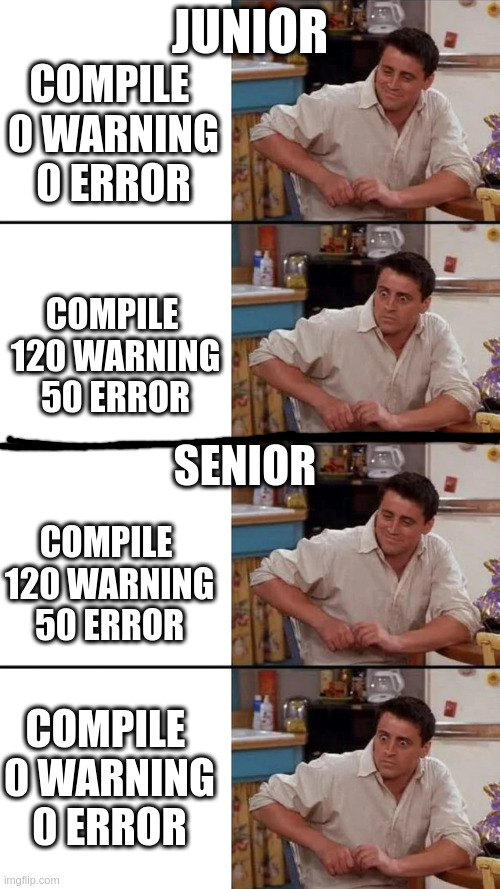 JUNIOR
COMPILE
0 WARNING
0 ERROR
COMPILE
120 WARNING
50 ERROR
SENIOR
COMPILE
120 WARNING
50 ERROR
COMPILE
0 WARNING
0 ERROR
imgflip.com